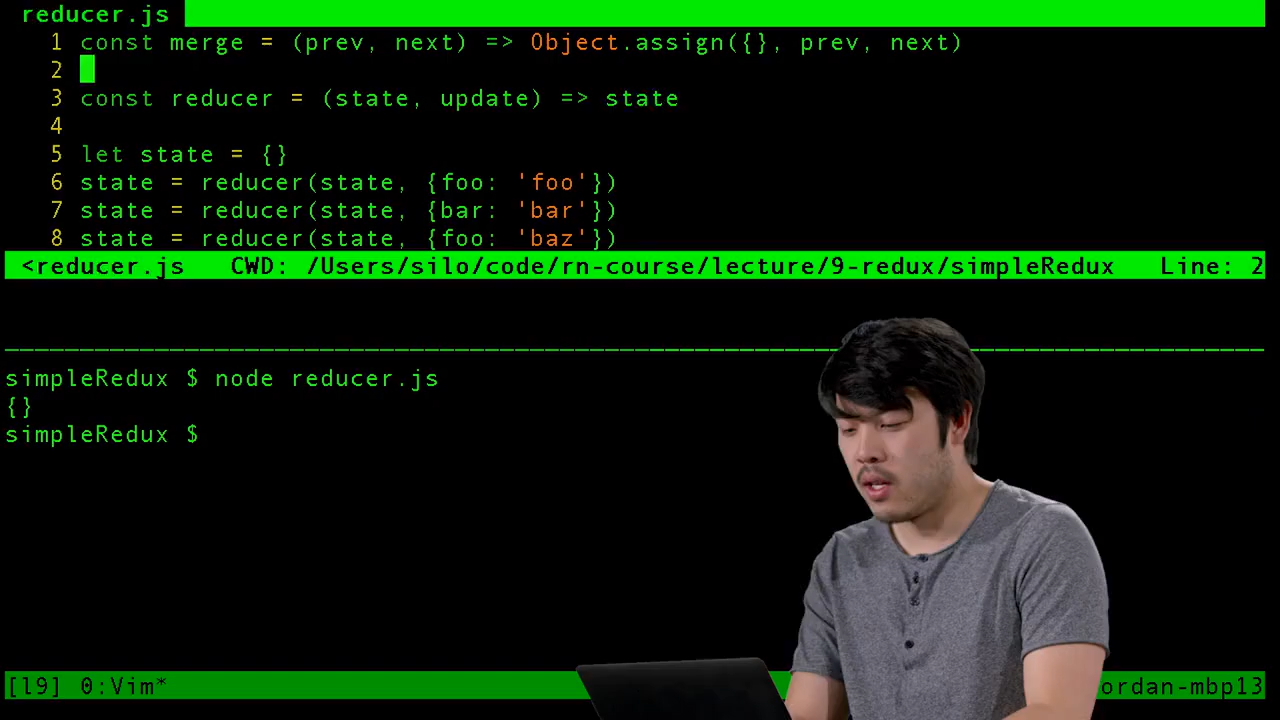 reducer.js
1 const merge = (prev, next) => Object.assign({}, prev, next)
2
3 const reducer = (state, update) => state
4
5 let state = {}
6 state = reducer(state, {foo: 'foo'})
7 state = reducer(state, {bar: 'bar'})
8 state = reducer(state, {foo: 'baz'})
<reducer.js CWD: /Users/silo/code/rn-course/lecture/9-redux/simpleRedux Line: 2
simpleRedux $ node reducer.js
{}
simpleRedux $
[l9] 0:Vim* ordan-mbp13